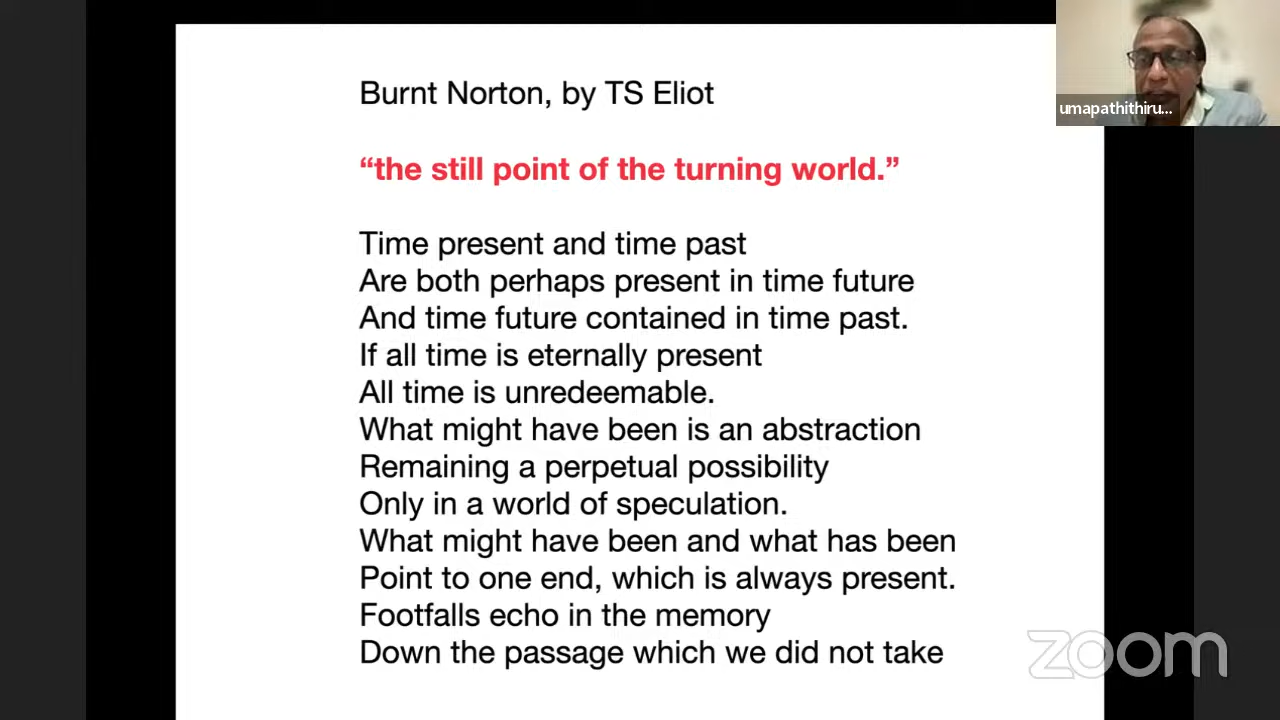 Burnt Norton, by TS Eliot
“the still point of the turning world.”
Time present and time past
Are both perhaps present in time future
And time future contained in time past.
If all time is eternally present
All time is unredeemable.
What might have been is an abstraction
Remaining a perpetual possibility
Only in a world of speculation.
What might have been and what has been
Point to one end, which is always present.
Footfalls echo in the memory
Down the passage which we did not take
umapathithiru...
zoom